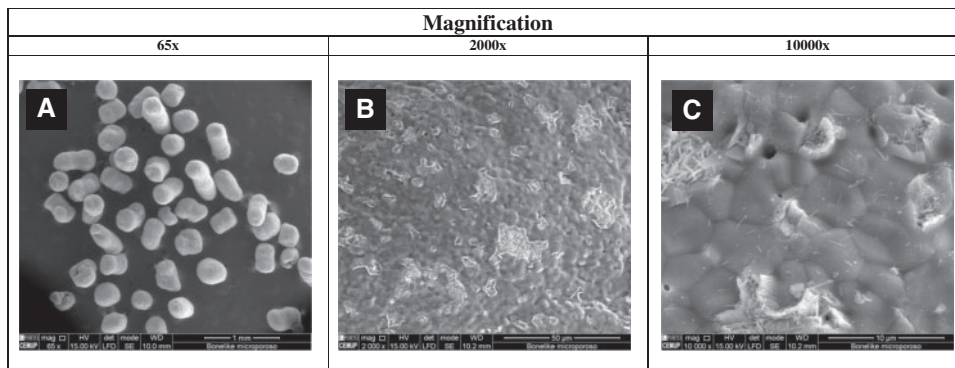 Magnification
65x 2000x 10000x
A B C
mag HV det mode WD 1 mm
CEMUP 65 x 15.00 kV LFD SE 10.0 mm Bonelike microporoso
mag HV det mode WD 50 µm
CEMUP 2 000 x 15.00 kV LFD SE 10.2 mm Bonelike microporoso
mag HV det mode WD 10 µm
CEMUP 10 000 x 15.00 kV LFD SE 10.2 mm Bonelike microporoso